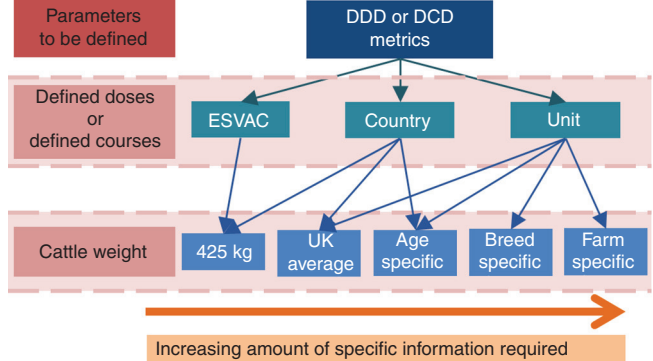 Parameters
to be defined
DDD or DCD
metrics
Defined doses
or
defined courses
ESVAC
Country
Unit
Cattle weight
425 kg
UK
average
Age
specific
Breed
specific
Farm
specific
Increasing amount of specific information required